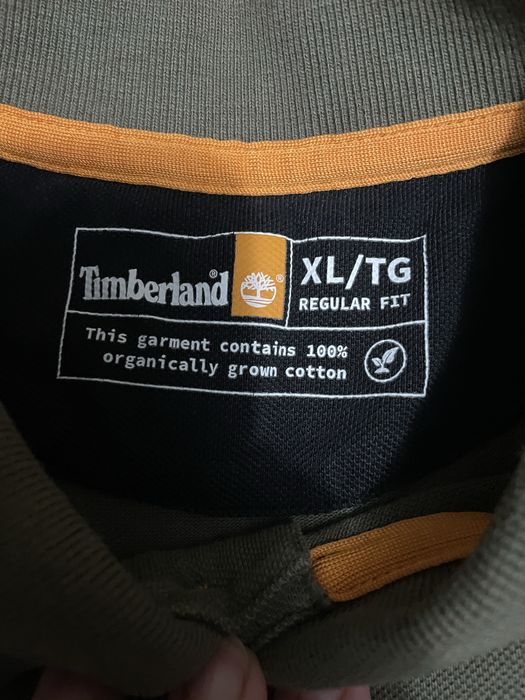 Timberland® ®
XL/TG
REGULAR FIT
This garment contains 100%
organically grown cotton